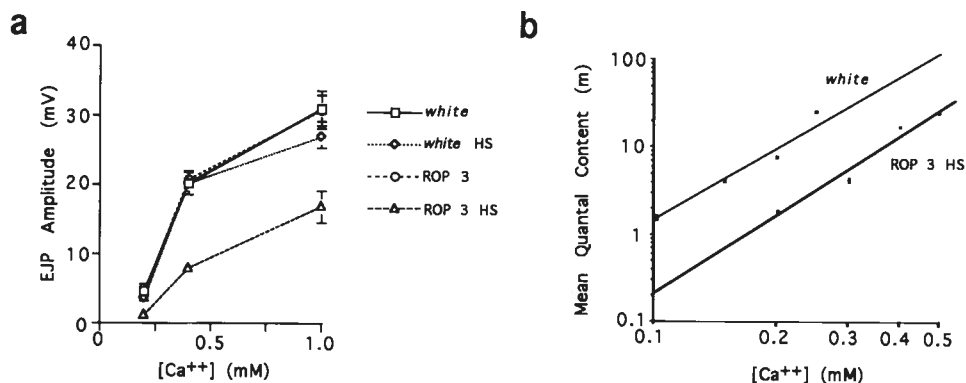 a
EJP Amplitude (mV)
40
30
20
10
0
0
0.5
1.0
[Ca++] (mM)
white
white HS
ROP 3
ROP 3 HS
b
Mean Quantal Content (m)
100
10
1
0.1
0.1
0.2
0.3
0.4
0.5
[Ca++] (mM)
white
ROP 3 HS